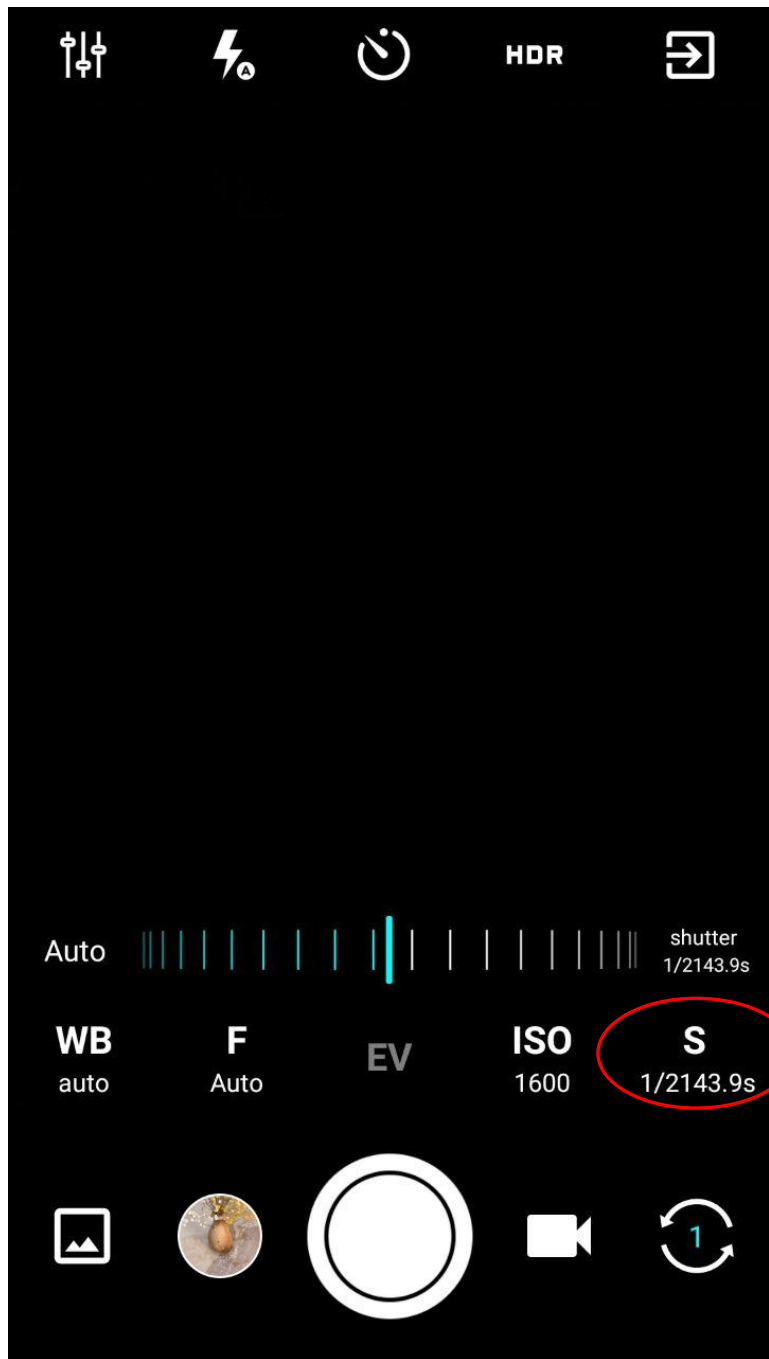 A
HDR
Auto
shutter
1/2143.9s
WB
auto
F
Auto
EV
ISO
1600
S
1/2143.9s
1